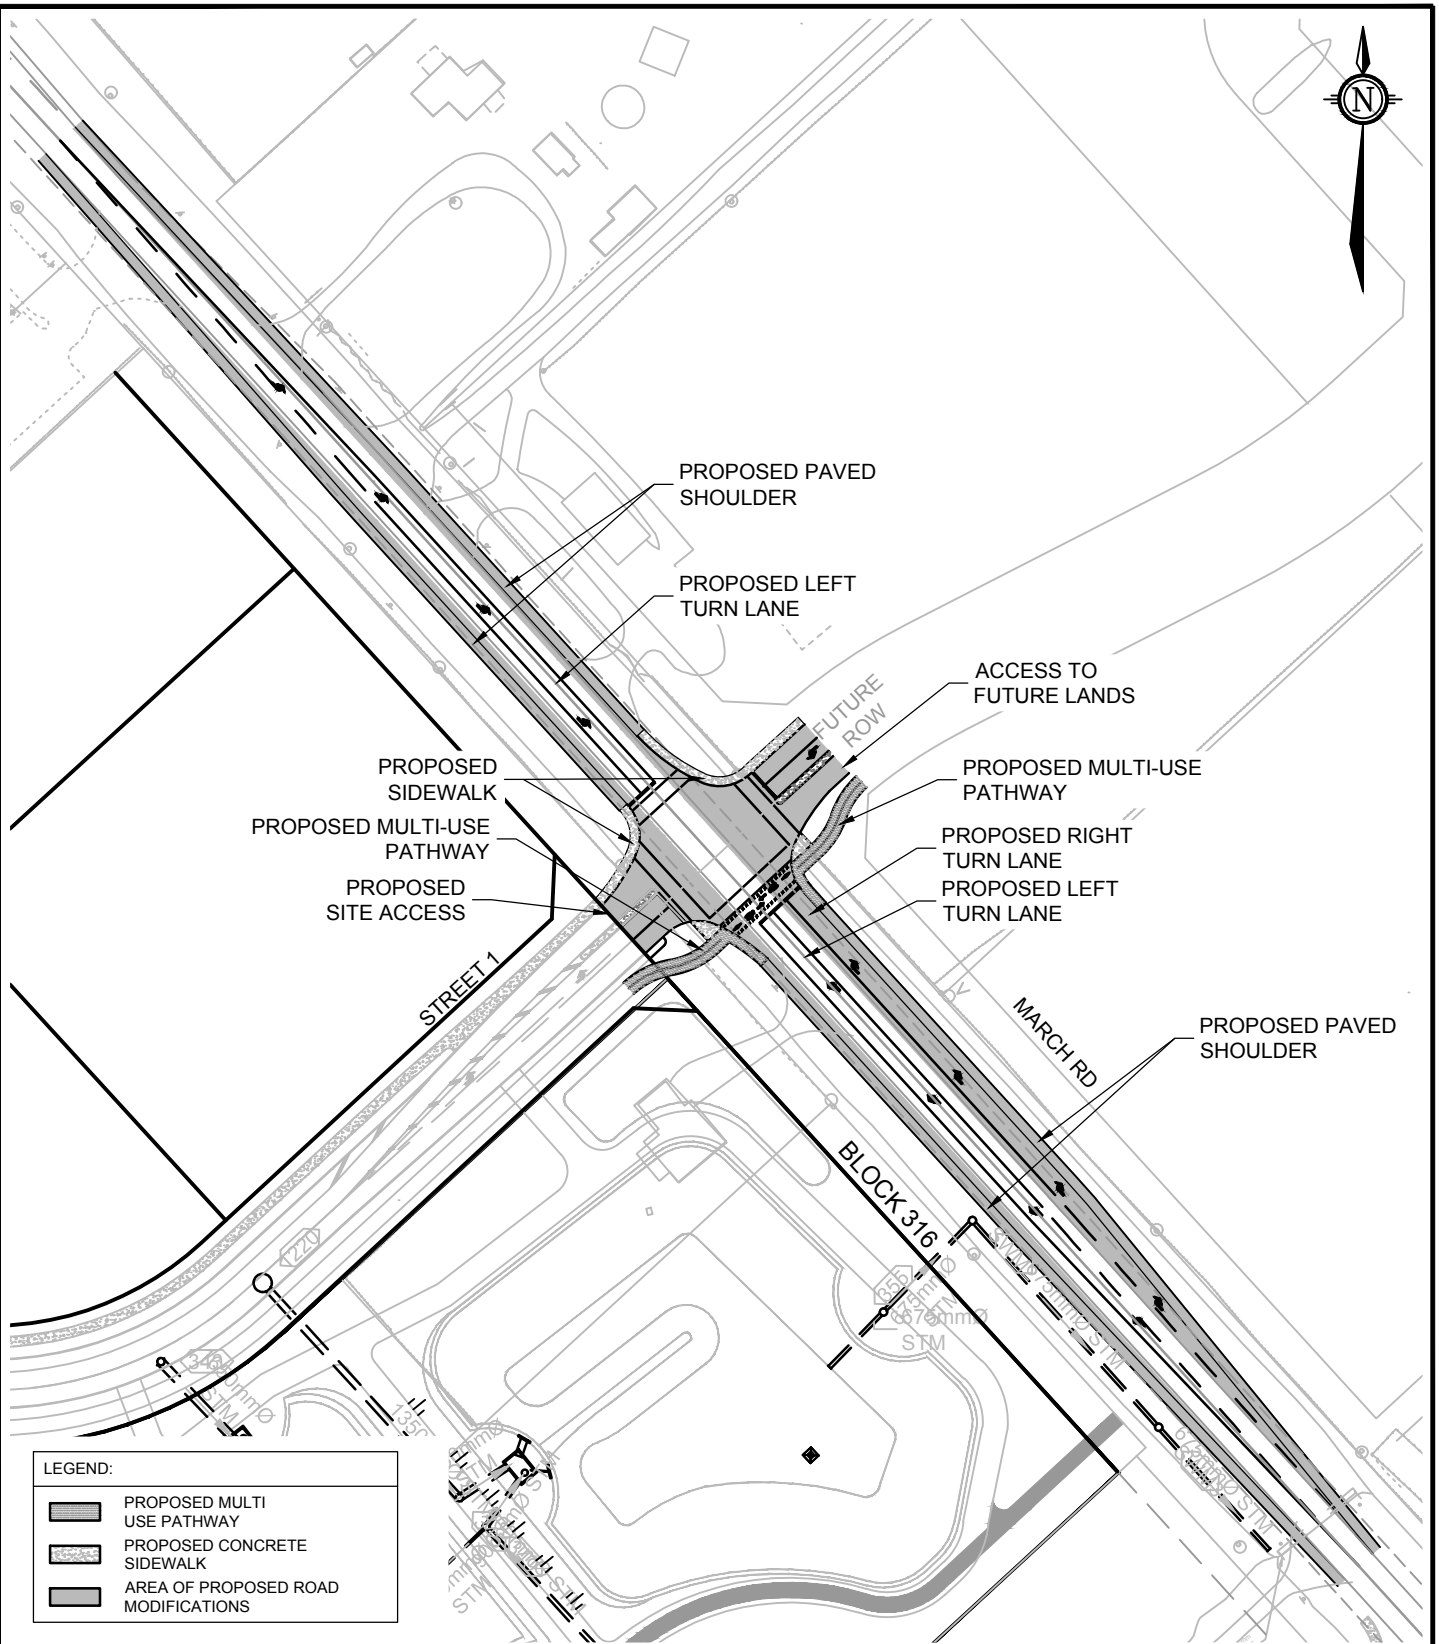 N
PROPOSED PAVED
SHOULDER
PROPOSED LEFT
TURN LANE
FUTURE
ROW
ACCESS TO
FUTURE LANDS
PROPOSED
SIDEWALK
PROPOSED MULTI-USE
PATHWAY
PROPOSED MULTI-USE
PATHWAY
PROPOSED RIGHT
TURN LANE
PROPOSED
SITE ACCESS
PROPOSED LEFT
TURN LANE
STREET 1
MARCH RD
PROPOSED PAVED
SHOULDER
BLOCK 316
675mmØ
STM
STM
STM
LEGEND:
PROPOSED MULTI
USE PATHWAY
PROPOSED CONCRETE
SIDEWALK
AREA OF PROPOSED ROAD
MODIFICATIONS